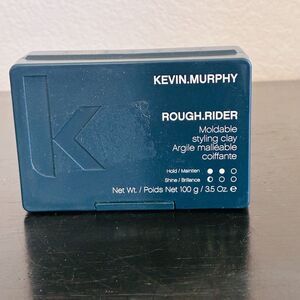 KEVIN.MURPHY
ROUGH.RIDER
Moldable
styling clay
Argile malléable
coiffante
Hold / Maintien
Shine / Brillance
Net Wt. / Poids Net 100 g / 3.5 Oz. e